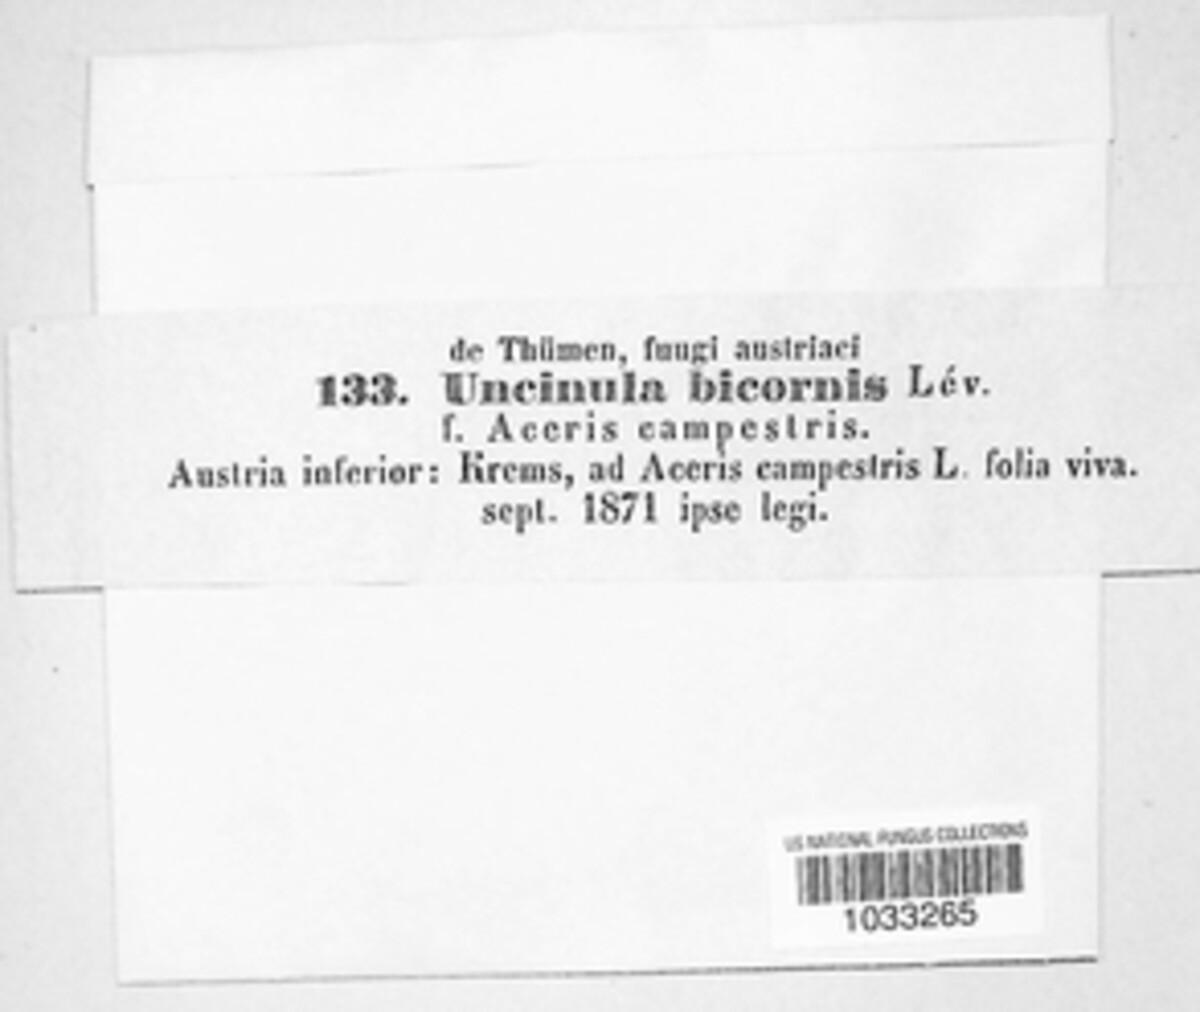 de Thümen, fungi austriaci
133. Uncinula bicornis Lév.
f. Aceris campestris.
Austria inferior: Krems, ad Aceris campestris L. folia viva.
sept. 1871 ipse legi.
US NATIONAL FUNGUS COLLECTIONS
1033265